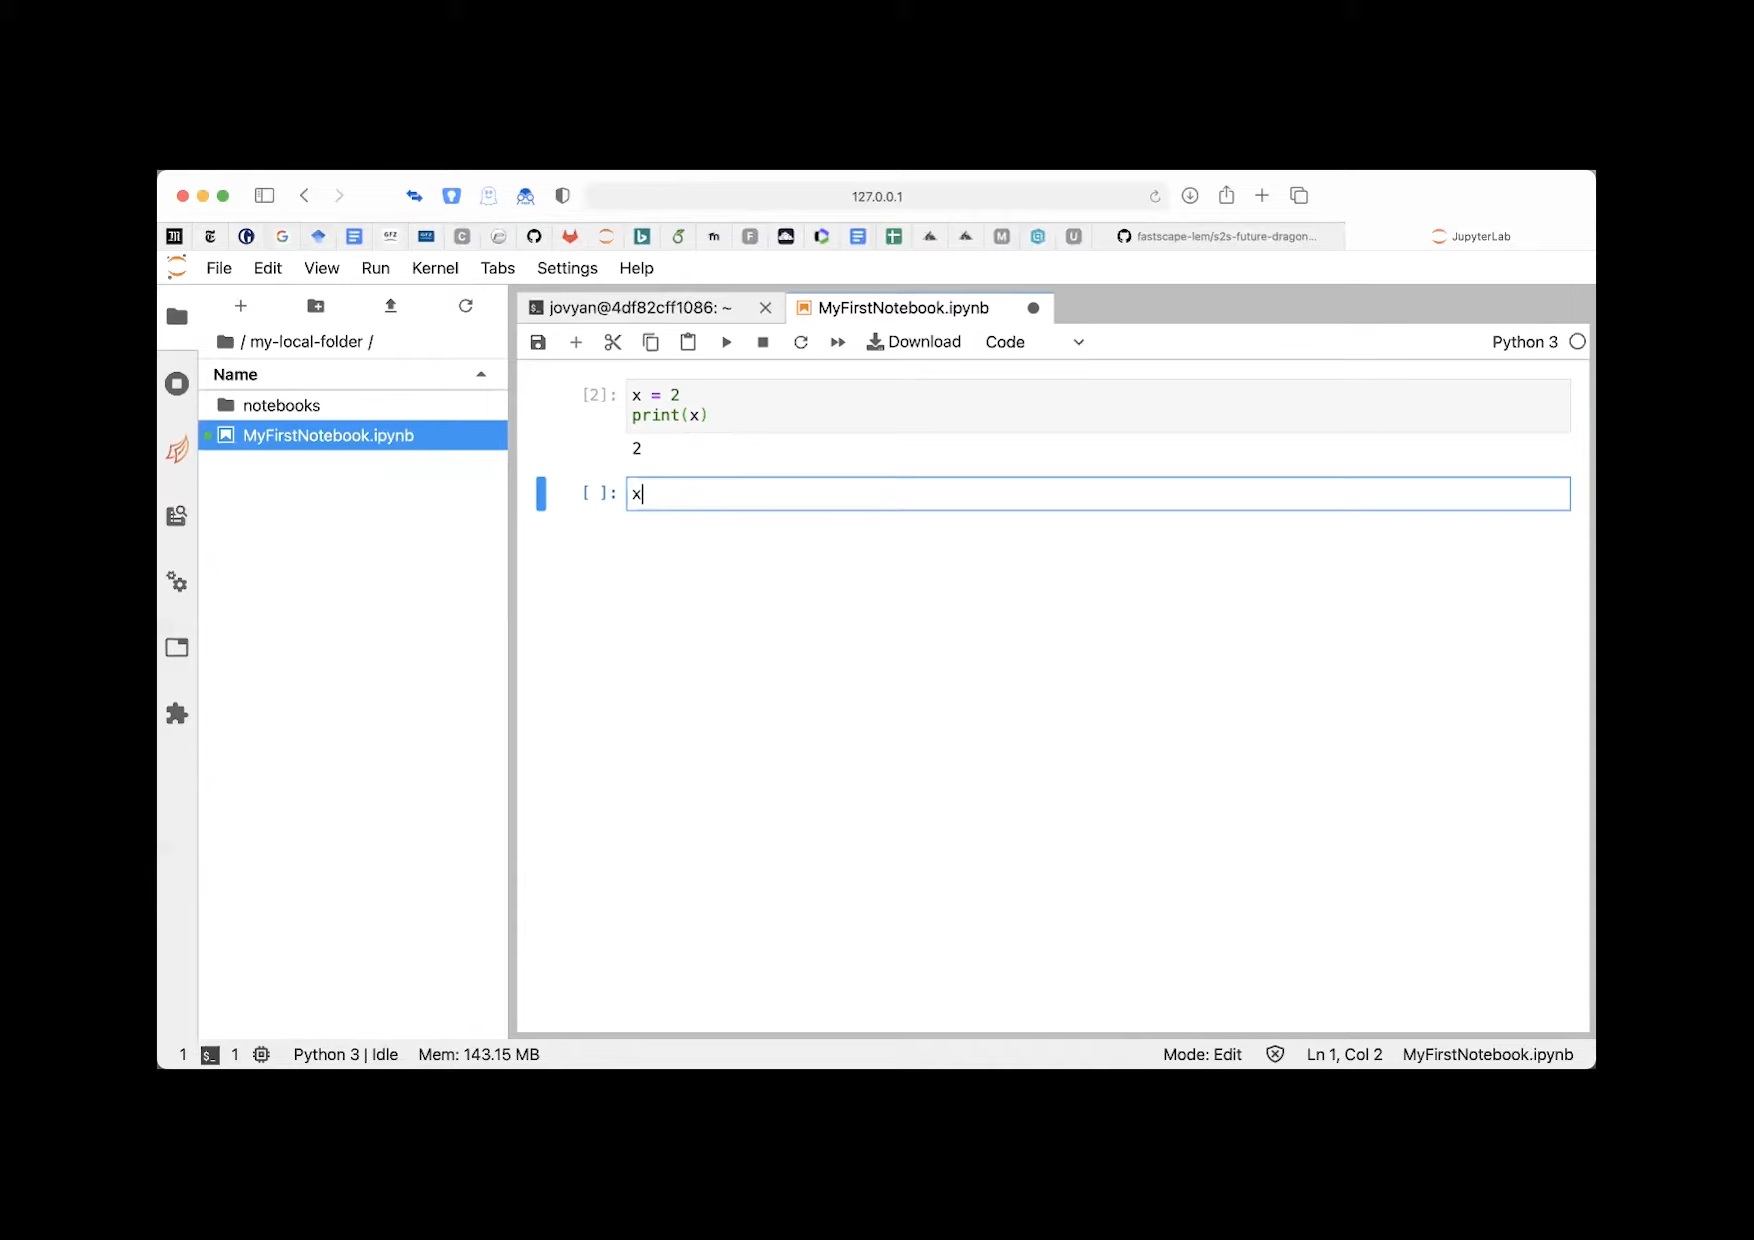 127.0.0.1
fastscape-lem/s2s-future-dragon...
JupyterLab
File Edit View Run Kernel Tabs Settings Help
jovyan@4df82cff1086: ~
MyFirstNotebook.ipynb
/ my-local-folder /
Download Code
Python 3
Name
notebooks
MyFirstNotebook.ipynb
[2]: x = 2
print(x)
2
[ ]: x
1 $_ 1 Python 3 | Idle Mem: 143.15 MB
Mode: Edit Ln 1, Col 2 MyFirstNotebook.ipynb